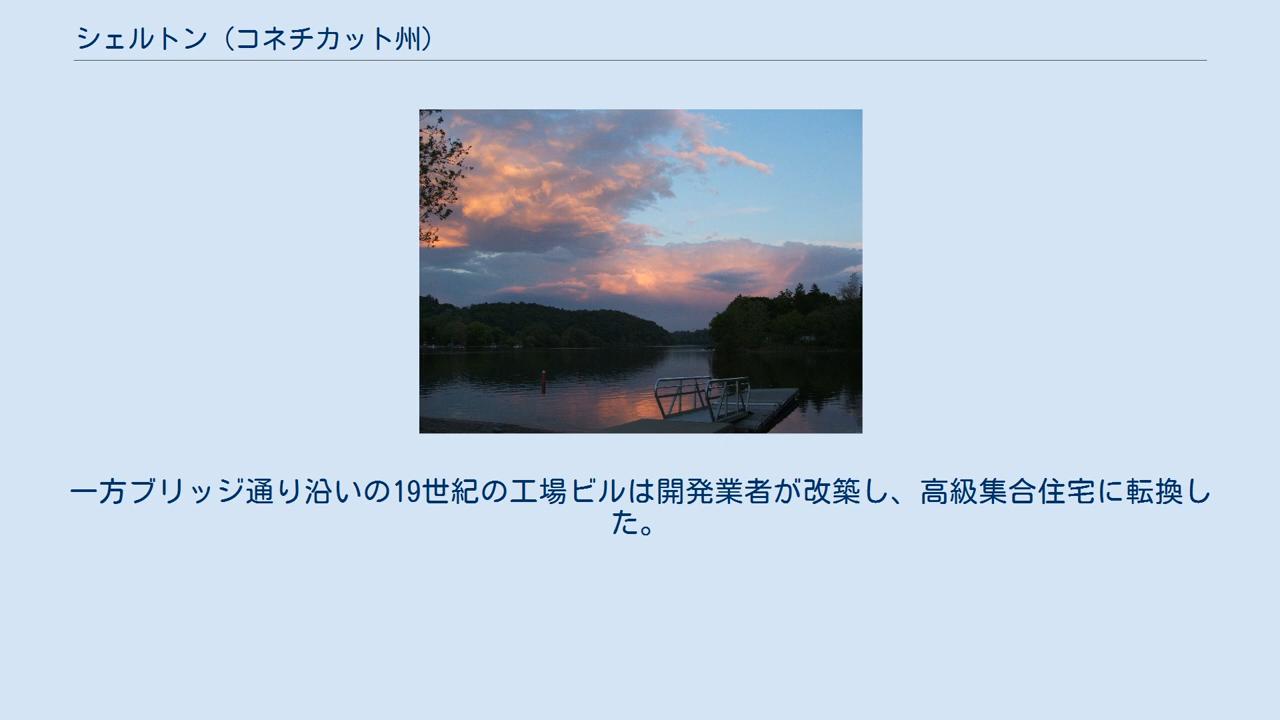 シェルトン（コネチカット州）
一方ブリッジ通り沿いの19世紀の工場ビルは開発業者が改築し、高級集合住宅に転換し
た。